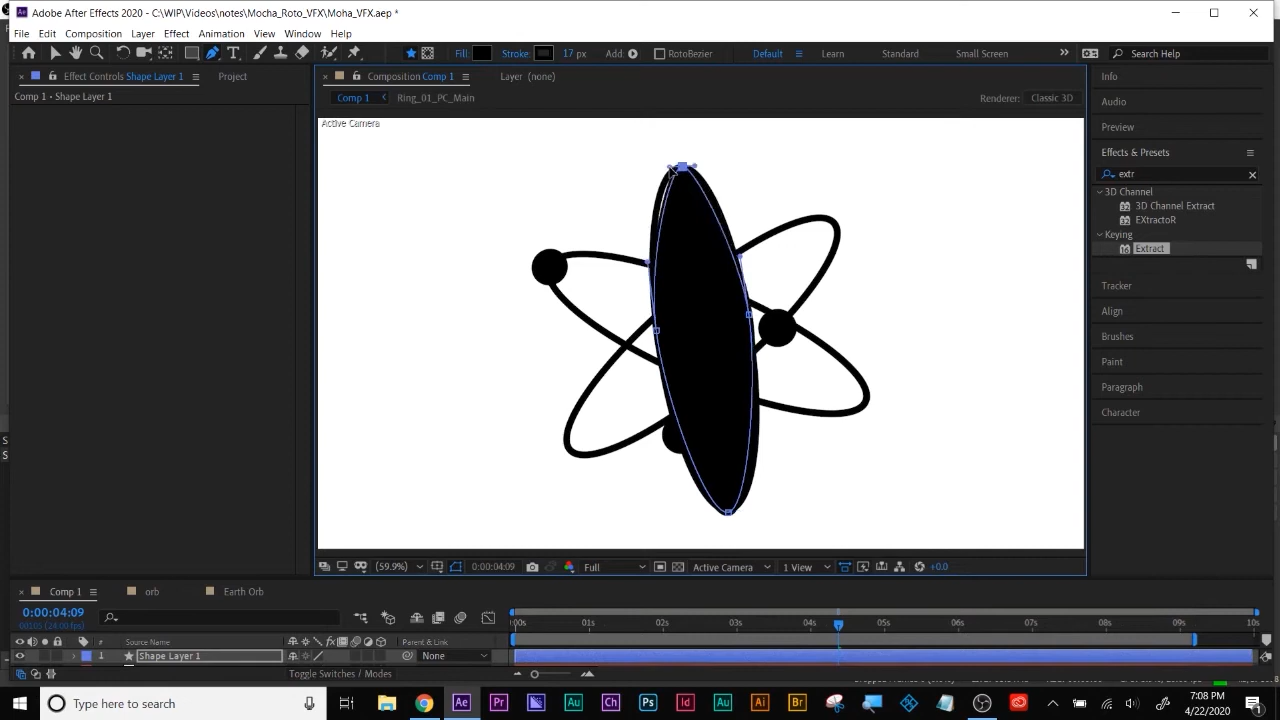 Adobe After Effects 2020 - C:\WIP\Videos\notes\Mocha_Roto_VFX\Moha_VFX.aep *
File Edit Composition Layer Effect Animation View Window Help
Fill: Stroke: 17 px Add: RotoBezier Default Learn Standard Small Screen Search Help
Effect Controls Shape Layer 1 Project Composition Comp 1 Layer (none) Info
Comp 1 • Shape Layer 1 Comp 1 Ring_01_PC_Main Renderer: Classic 3D Audio
Active Camera Preview
Effects & Presets
extr
3D Channel
3D Channel Extract
EXtractoR
Keying
Extract
Tracker
Align
Brushes
Paint
Paragraph
Character
(59.9%) 0:00:04:09 Full Active Camera 1 View +0.0
Comp 1 orb Earth Orb
0:00:04:09
:00s 01s 02s 03s 04s 05s 06s 07s 08s 09s 10s
# Source Name Parent & Link
1 Shape Layer 1 None
Toggle Switches / Modes
Type here to search 7:08 PM
4/22/2020